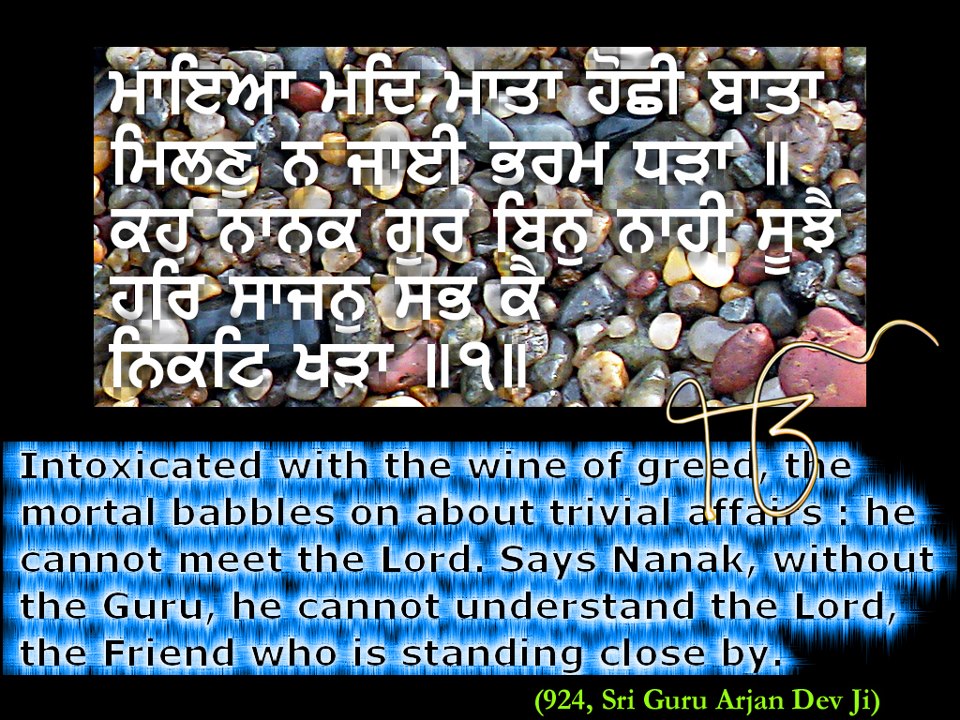 ਮਾਇਆ ਮਦਿ ਮਾਤਾ ਹੋਛੀ ਬਾਤਾ
ਮਿਲਣੁ ਨ ਜਾਈ ਭਰਮ ਧੜਾ ॥
ਕਹੁ ਨਾਨਕ ਗੁਰ ਬਿਨੁ ਨਾਹੀ ਸੂਝੈ
ਹਰਿ ਸਾਜਨੁ ਸਭ ਕੈ
ਨਿਕਟਿ ਖੜਾ ॥੧॥
ੴ
Intoxicated with the wine of greed, the
mortal babbles on about trivial affairs : he
cannot meet the Lord. Says Nanak, without
the Guru, he cannot understand the Lord,
the Friend who is standing close by.
(924, Sri Guru Arjan Dev Ji)